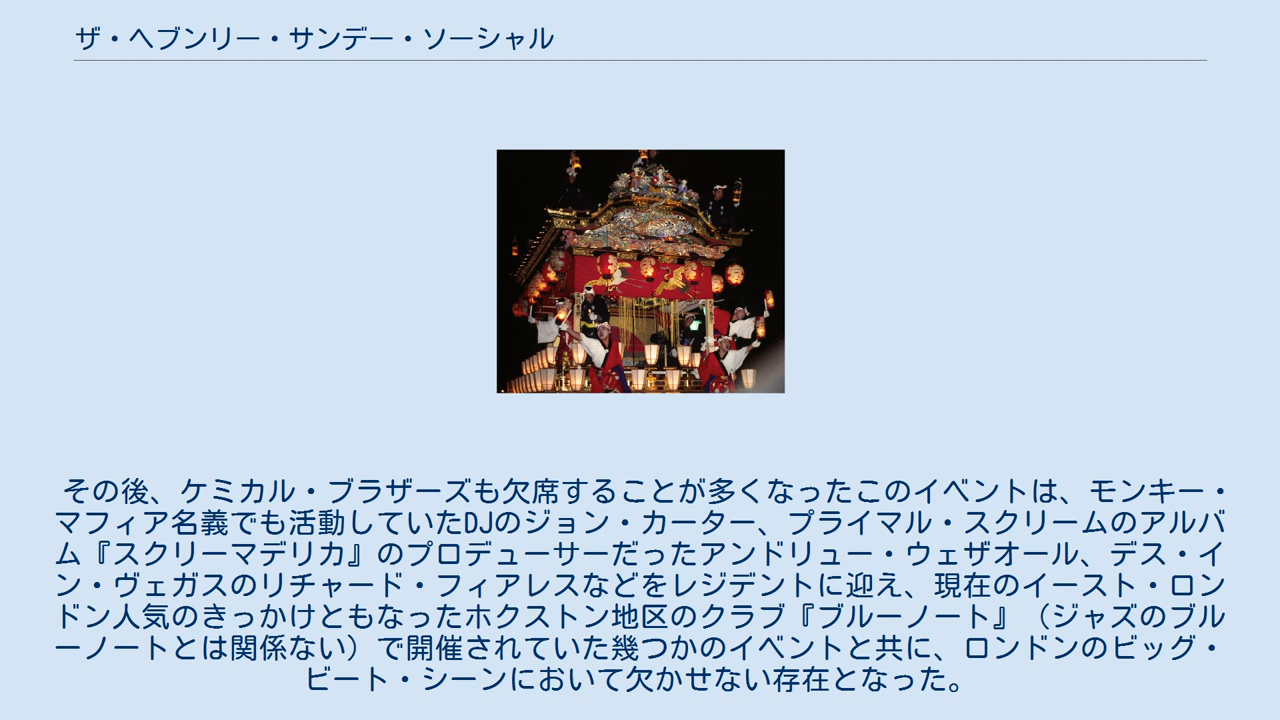 ザ・ヘブンリー・サンデー・ソーシャル
その後、ケミカル・ブラザーズも欠席することが多くなったこのイベントは、モンキー・
マフィア名義でも活動していたDJのジョン・カーター、プライマル・スクリームのアルバ
ム『スクリーマデリカ』のプロデューサーだったアンドリュー・ウェザオール、デス・イ
ン・ヴェガスのリチャード・フィアレスなどをレジデントに迎え、現在のイースト・ロン
ドン人気のきっかけともなったホクストン地区のクラブ『ブルーノート』（ジャズのブル
ーノートとは関係ない）で開催されていた幾つかのイベントと共に、ロンドンのビッグ・
ビート・シーンにおいて欠かせない存在となった。